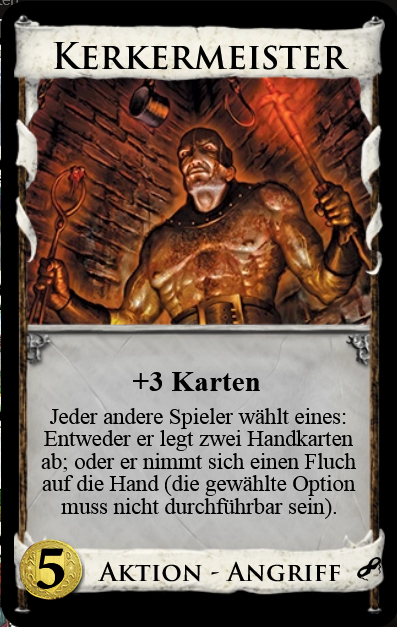 KERKERMEISTER
+3 Karten
Jeder andere Spieler wählt eines:
Entweder er legt zwei Handkarten
ab; oder er nimmt sich einen Fluch
auf die Hand (die gewählte Option
muss nicht durchführbar sein).
5 AKTION - ANGRIFF